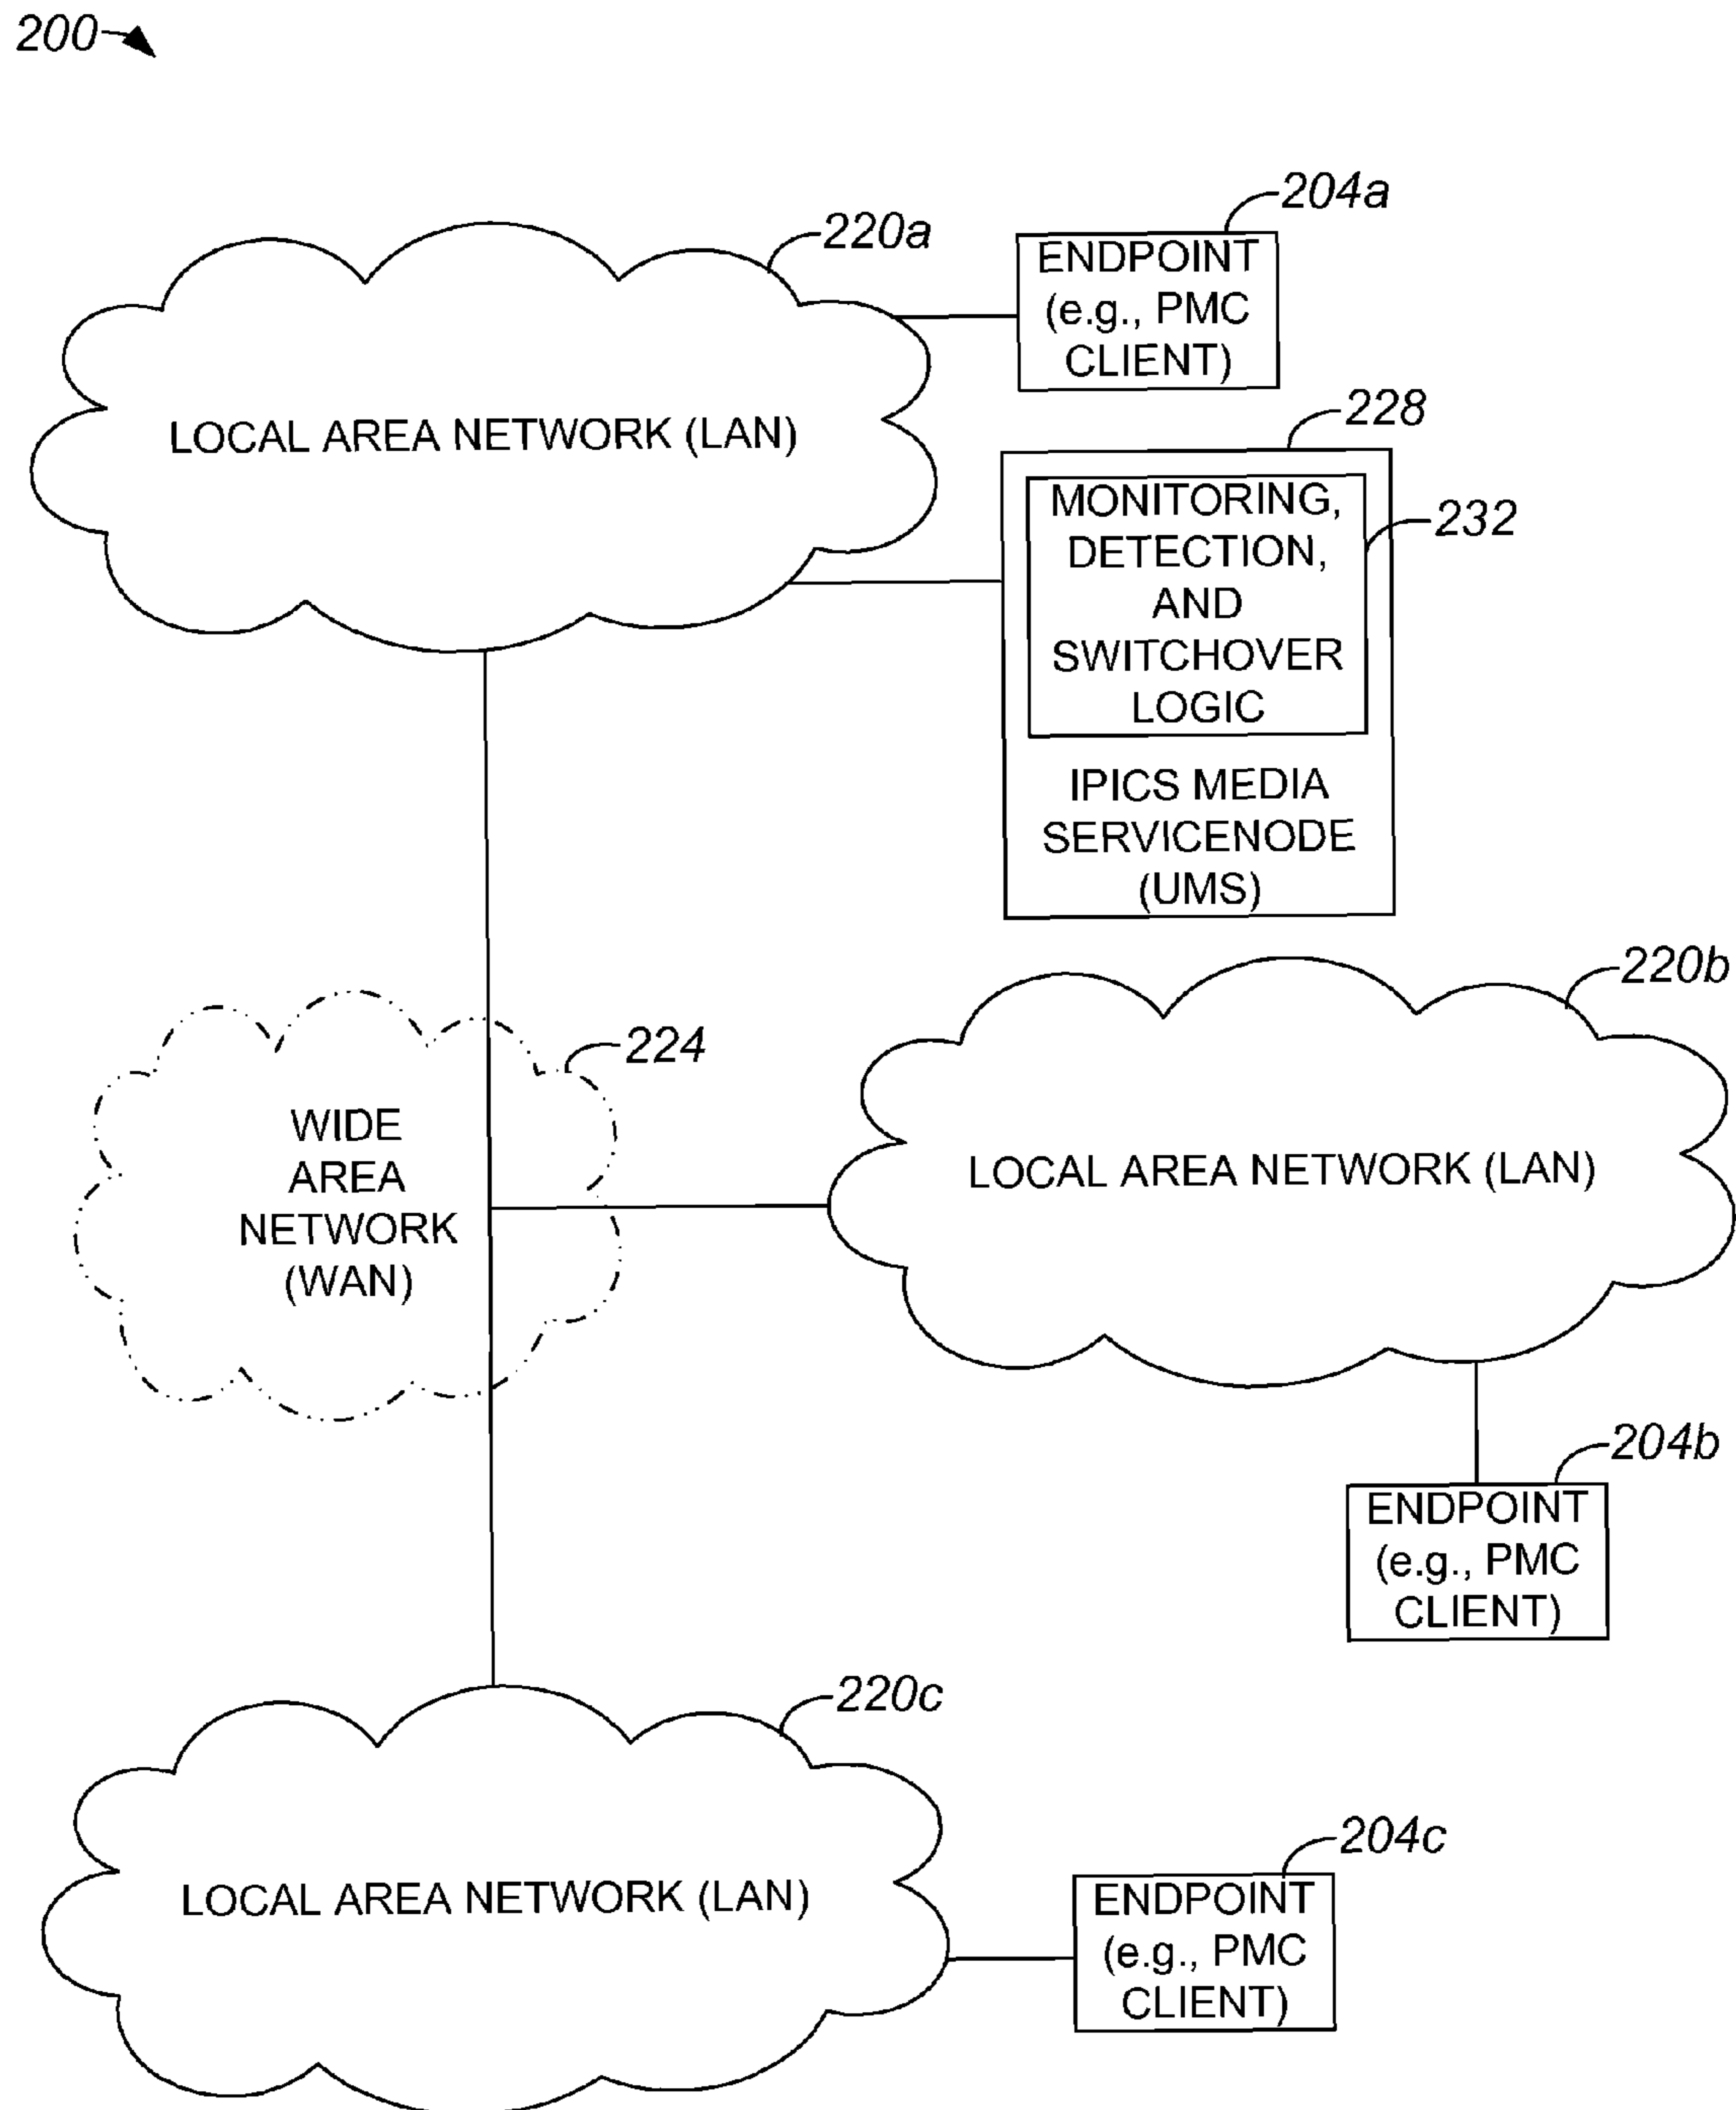 200
204a
220a
ENDPOINT
(e.g., PMC
CLIENT)
LOCAL AREA NETWORK (LAN)
228
MONITORING,
DETECTION,
AND
SWITCHOVER
LOGIC
232
IPICS MEDIA
SERVICENODE
(UMS)
220b
224
WIDE
AREA
NETWORK
(WAN)
LOCAL AREA NETWORK (LAN)
204b
ENDPOINT
(e.g., PMC
CLIENT)
220c
LOCAL AREA NETWORK (LAN)
204c
ENDPOINT
(e.g., PMC
CLIENT)